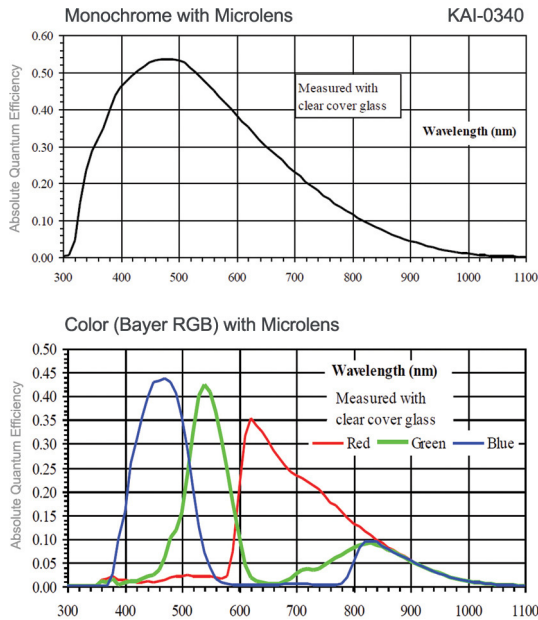 Monochrome with Microlens KAI-0340
Absolute Quantum Efficiency
0.60
0.50
0.40
0.30
0.20
0.10
0.00
Measured with
clear cover glass
Wavelength (nm)
300 400 500 600 700 800 900 1000 1100
Color (Bayer RGB) with Microlens
Absolute Quantum Efficiency
0.50
0.45
0.40
0.35
0.30
0.25
0.20
0.15
0.10
0.05
0.00
Wavelength (nm)
Measured with
clear cover glass
Red Green Blue
300 400 500 600 700 800 900 1000 1100